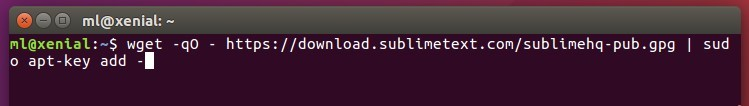 ml@xenial: ~
ml@xenial:~$ wget -qO - https://download.sublimetext.com/sublimehq-pub.gpg | sud
o apt-key add -